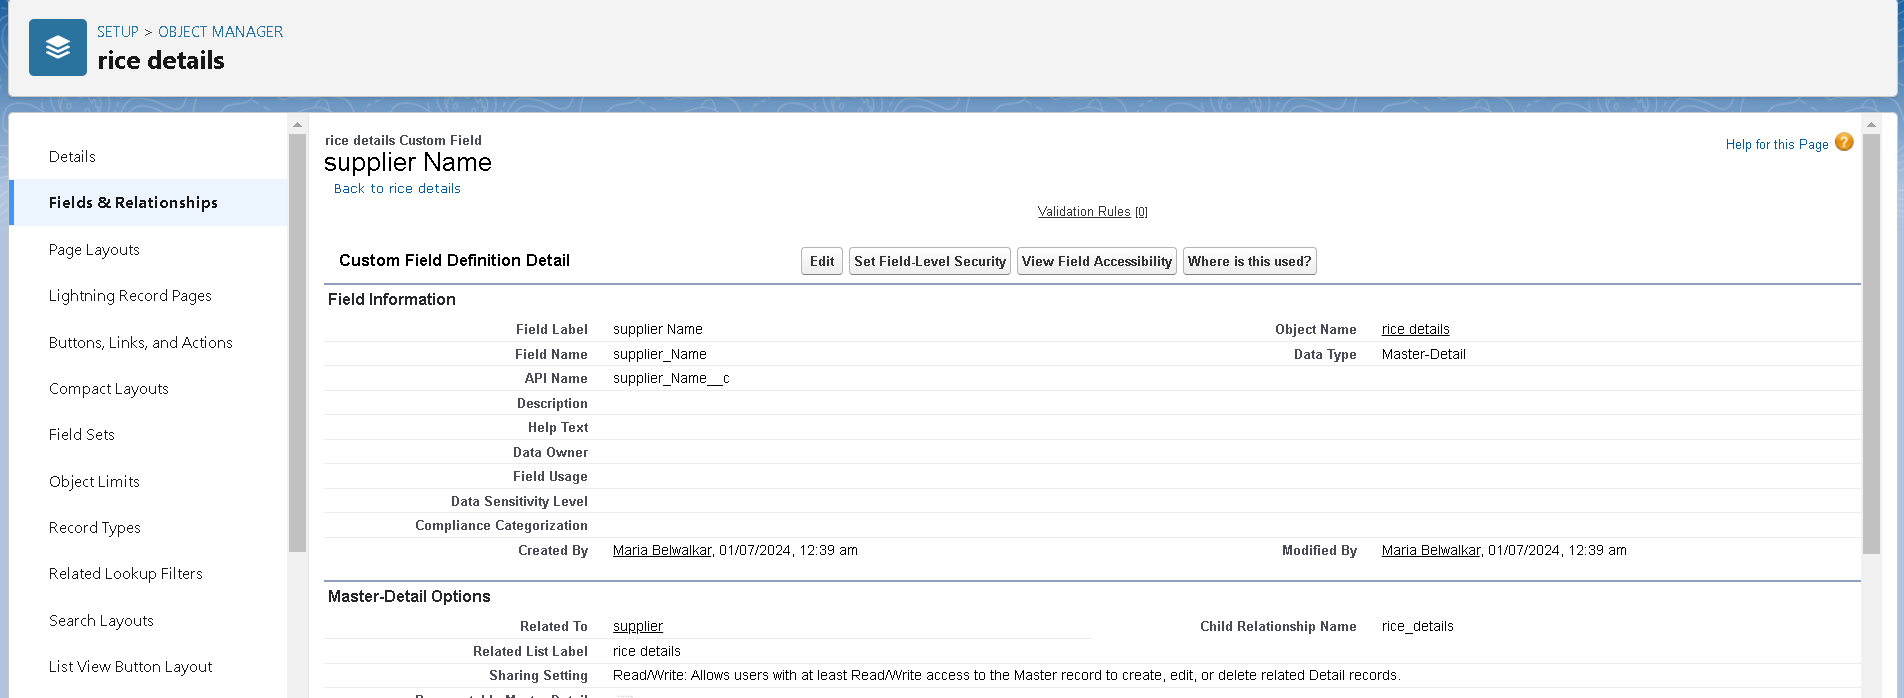 SETUP > OBJECT MANAGER
rice details
Details
Fields & Relationships
Page Layouts
Lightning Record Pages
Buttons, Links, and Actions
Compact Layouts
Field Sets
Object Limits
Record Types
Related Lookup Filters
Search Layouts
List View Button Layout
rice details Custom Field
supplier Name
Back to rice details
Help for this Page ?
Validation Rules [0]
Custom Field Definition Detail Edit Set Field-Level Security View Field Accessibility Where is this used?
Field Information
Field Label supplier Name Object Name rice details
Field Name supplier_Name Data Type Master-Detail
API Name supplier_Name__c
Description
Help Text
Data Owner
Field Usage
Data Sensitivity Level
Compliance Categorization
Created By Maria Belwalkar, 01/07/2024, 12:39 am Modified By Maria Belwalkar, 01/07/2024, 12:39 am
Master-Detail Options
Related To supplier Child Relationship Name rice_details
Related List Label rice details
Sharing Setting Read/Write: Allows users with at least Read/Write access to the Master record to create, edit, or delete related Detail records.